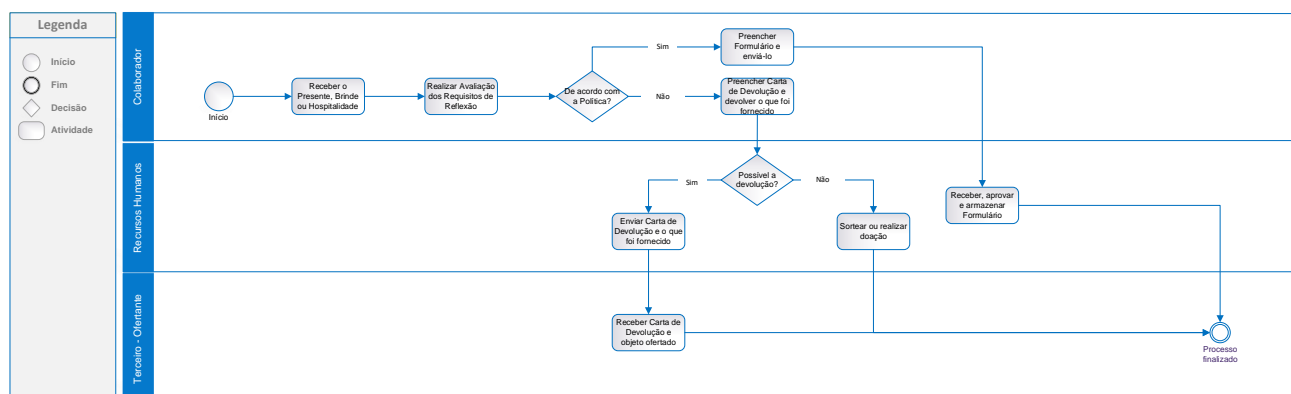 Legenda
Início
Fim
Decisão
Atividade
Colaborador
Início
Receber o
Presente, Brinde
ou Hospitalidade
Realizar Avaliação
dos Requisitos de
Reflexão
De acordo com
a Política?
Sim
Preencher
Formulário e
enviá-lo
Não
Preencher Carta
de Devolução e
devolver o que foi
fornecido
Recursos Humanos
Possível a
devolução?
Sim
Não
Enviar Carta de
Devolução e o que
foi fornecido
Sortear ou realizar
doação
Receber, aprovar
e armazenar
Formulário
Terceiro - Ofertante
Receber Carta de
Devolução e
objeto ofertado
Processo
finalizado